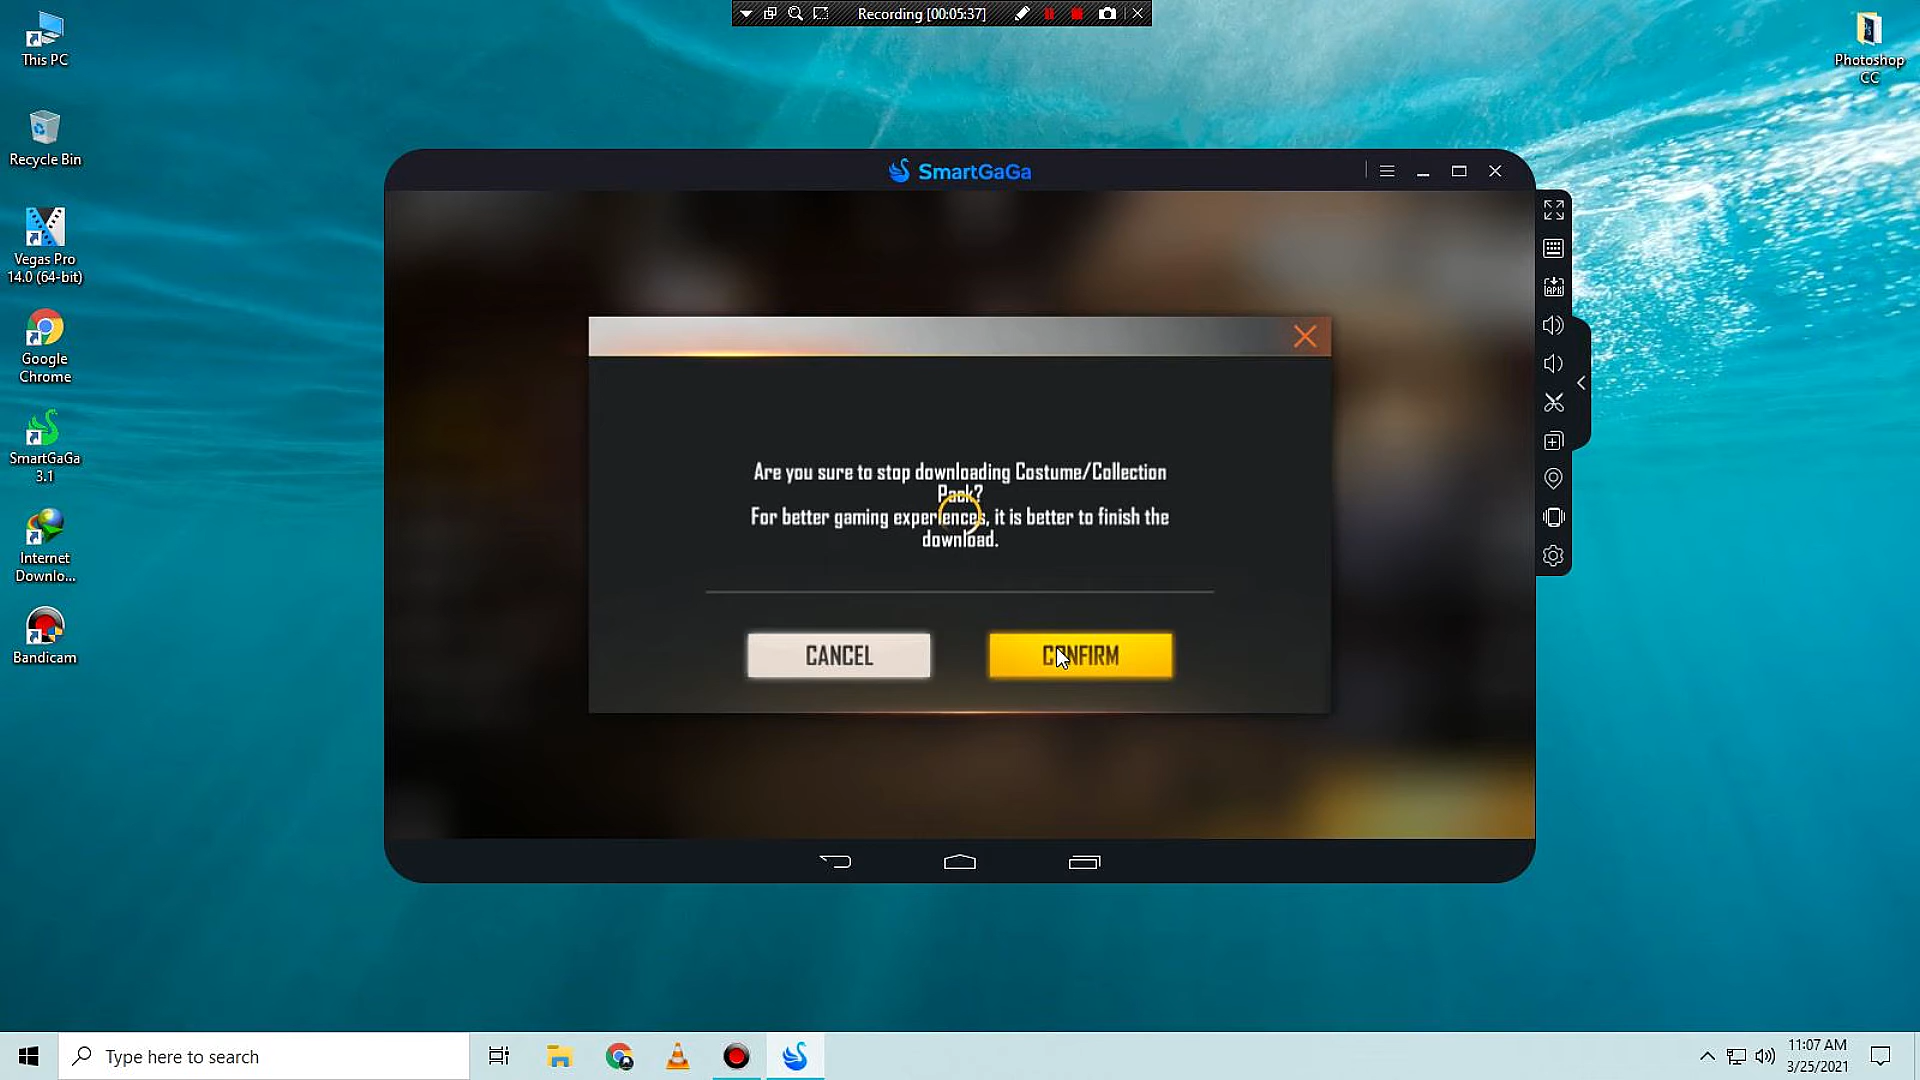 Recording [00:05:37]
This PC
Photoshop
CC
Recycle Bin
SmartGaGa
APK
Vegas Pro
14.0 (64-bit)
Google
Chrome
Are you sure to stop downloading Costume/Collection
Pack?
For better gaming experiences, it is better to finish the
download.
SmartGaGa
3.1
Internet
Downlo...
CANCEL
CONFIRM
Bandicam
Type here to search
11:07 AM
3/25/2021